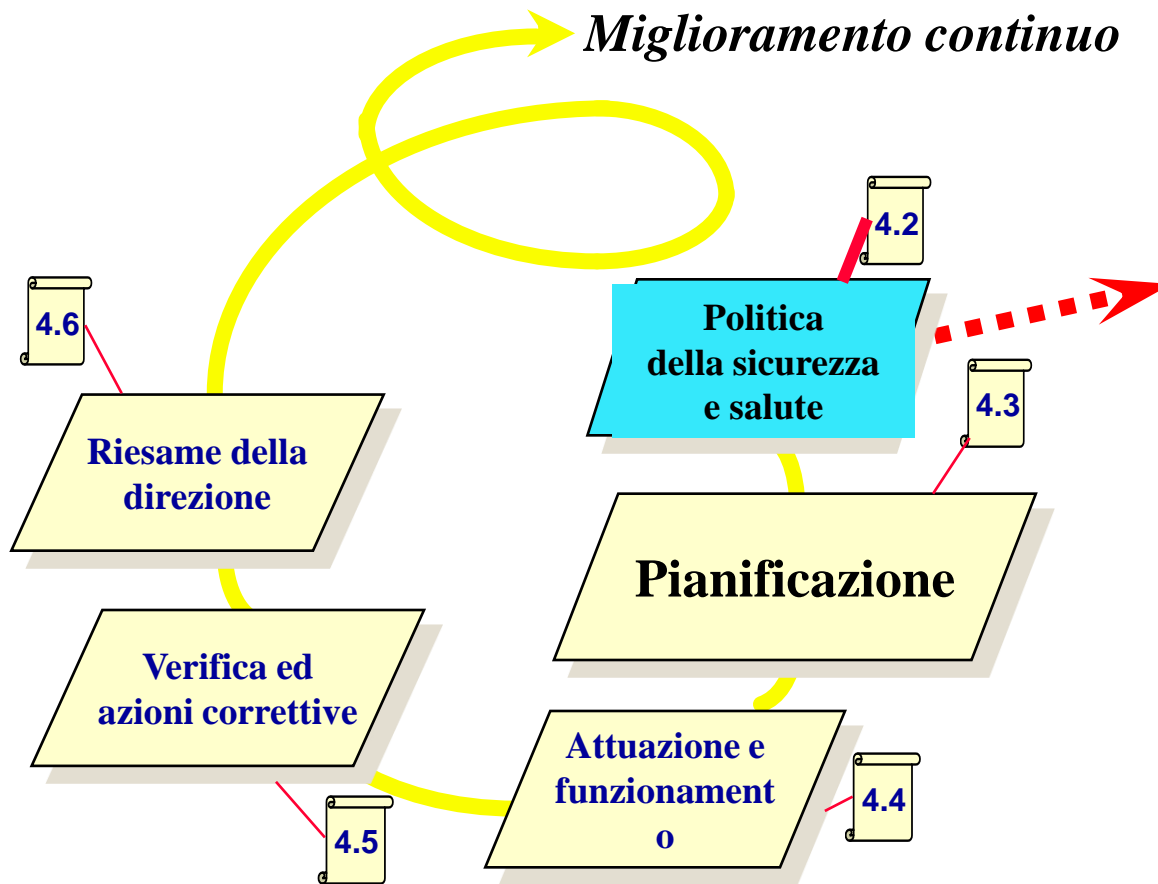 Miglioramento continuo
4.2
Politica
della sicurezza
e salute
4.3
Pianificazione
Attuazione e
funzionament
o
4.4
Verifica ed
azioni correttive
4.5
Riesame della
direzione
4.6